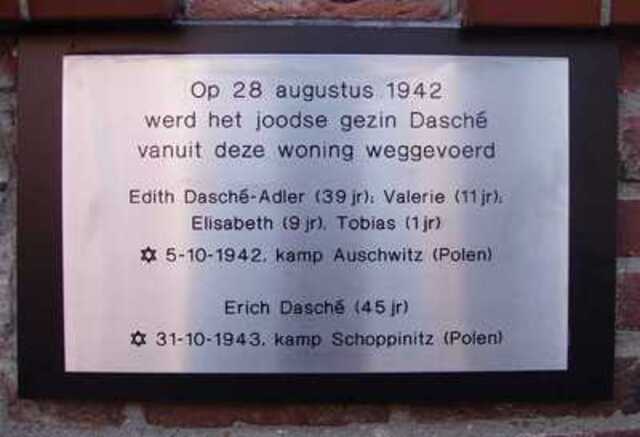 Op 28 augustus 1942
werd het joodse gezin Dasché
vanuit deze woning weggevoerd
Edith Dasché-Adler (39 jr); Valerie (11 jr);
Elisabeth (9 jr), Tobias (1 jr)
✡ 5-10-1942, kamp Auschwitz (Polen)
Erich Dasché (45 jr)
✡ 31-10-1943, kamp Schoppinitz (Polen)